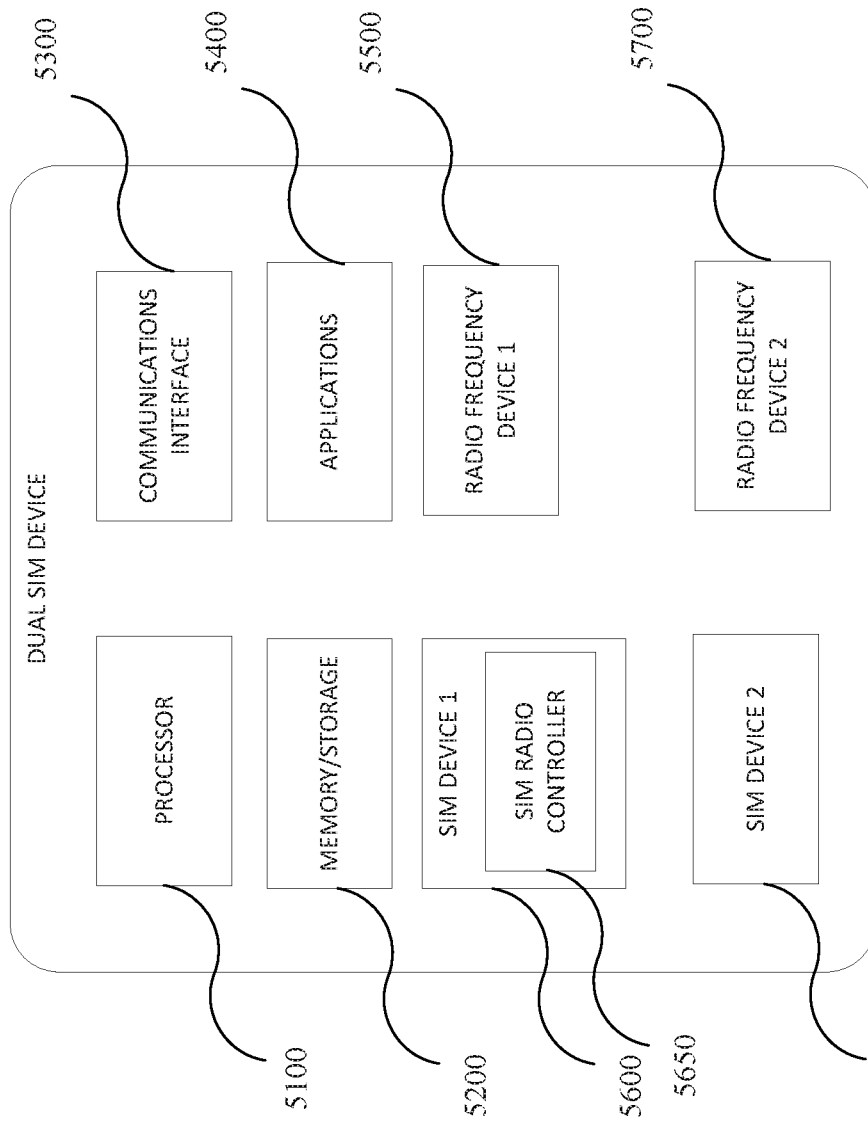 DUAL SIM DEVICE
PROCESSOR
COMMUNICATIONS
INTERFACE
MEMORY/STORAGE
APPLICATIONS
SIM DEVICE 1
SIM RADIO
CONTROLLER
RADIO FREQUENCY
DEVICE 1
SIM DEVICE 2
RADIO FREQUENCY
DEVICE 2
5100
5200
5600
5650
5300
5400
5500
5700